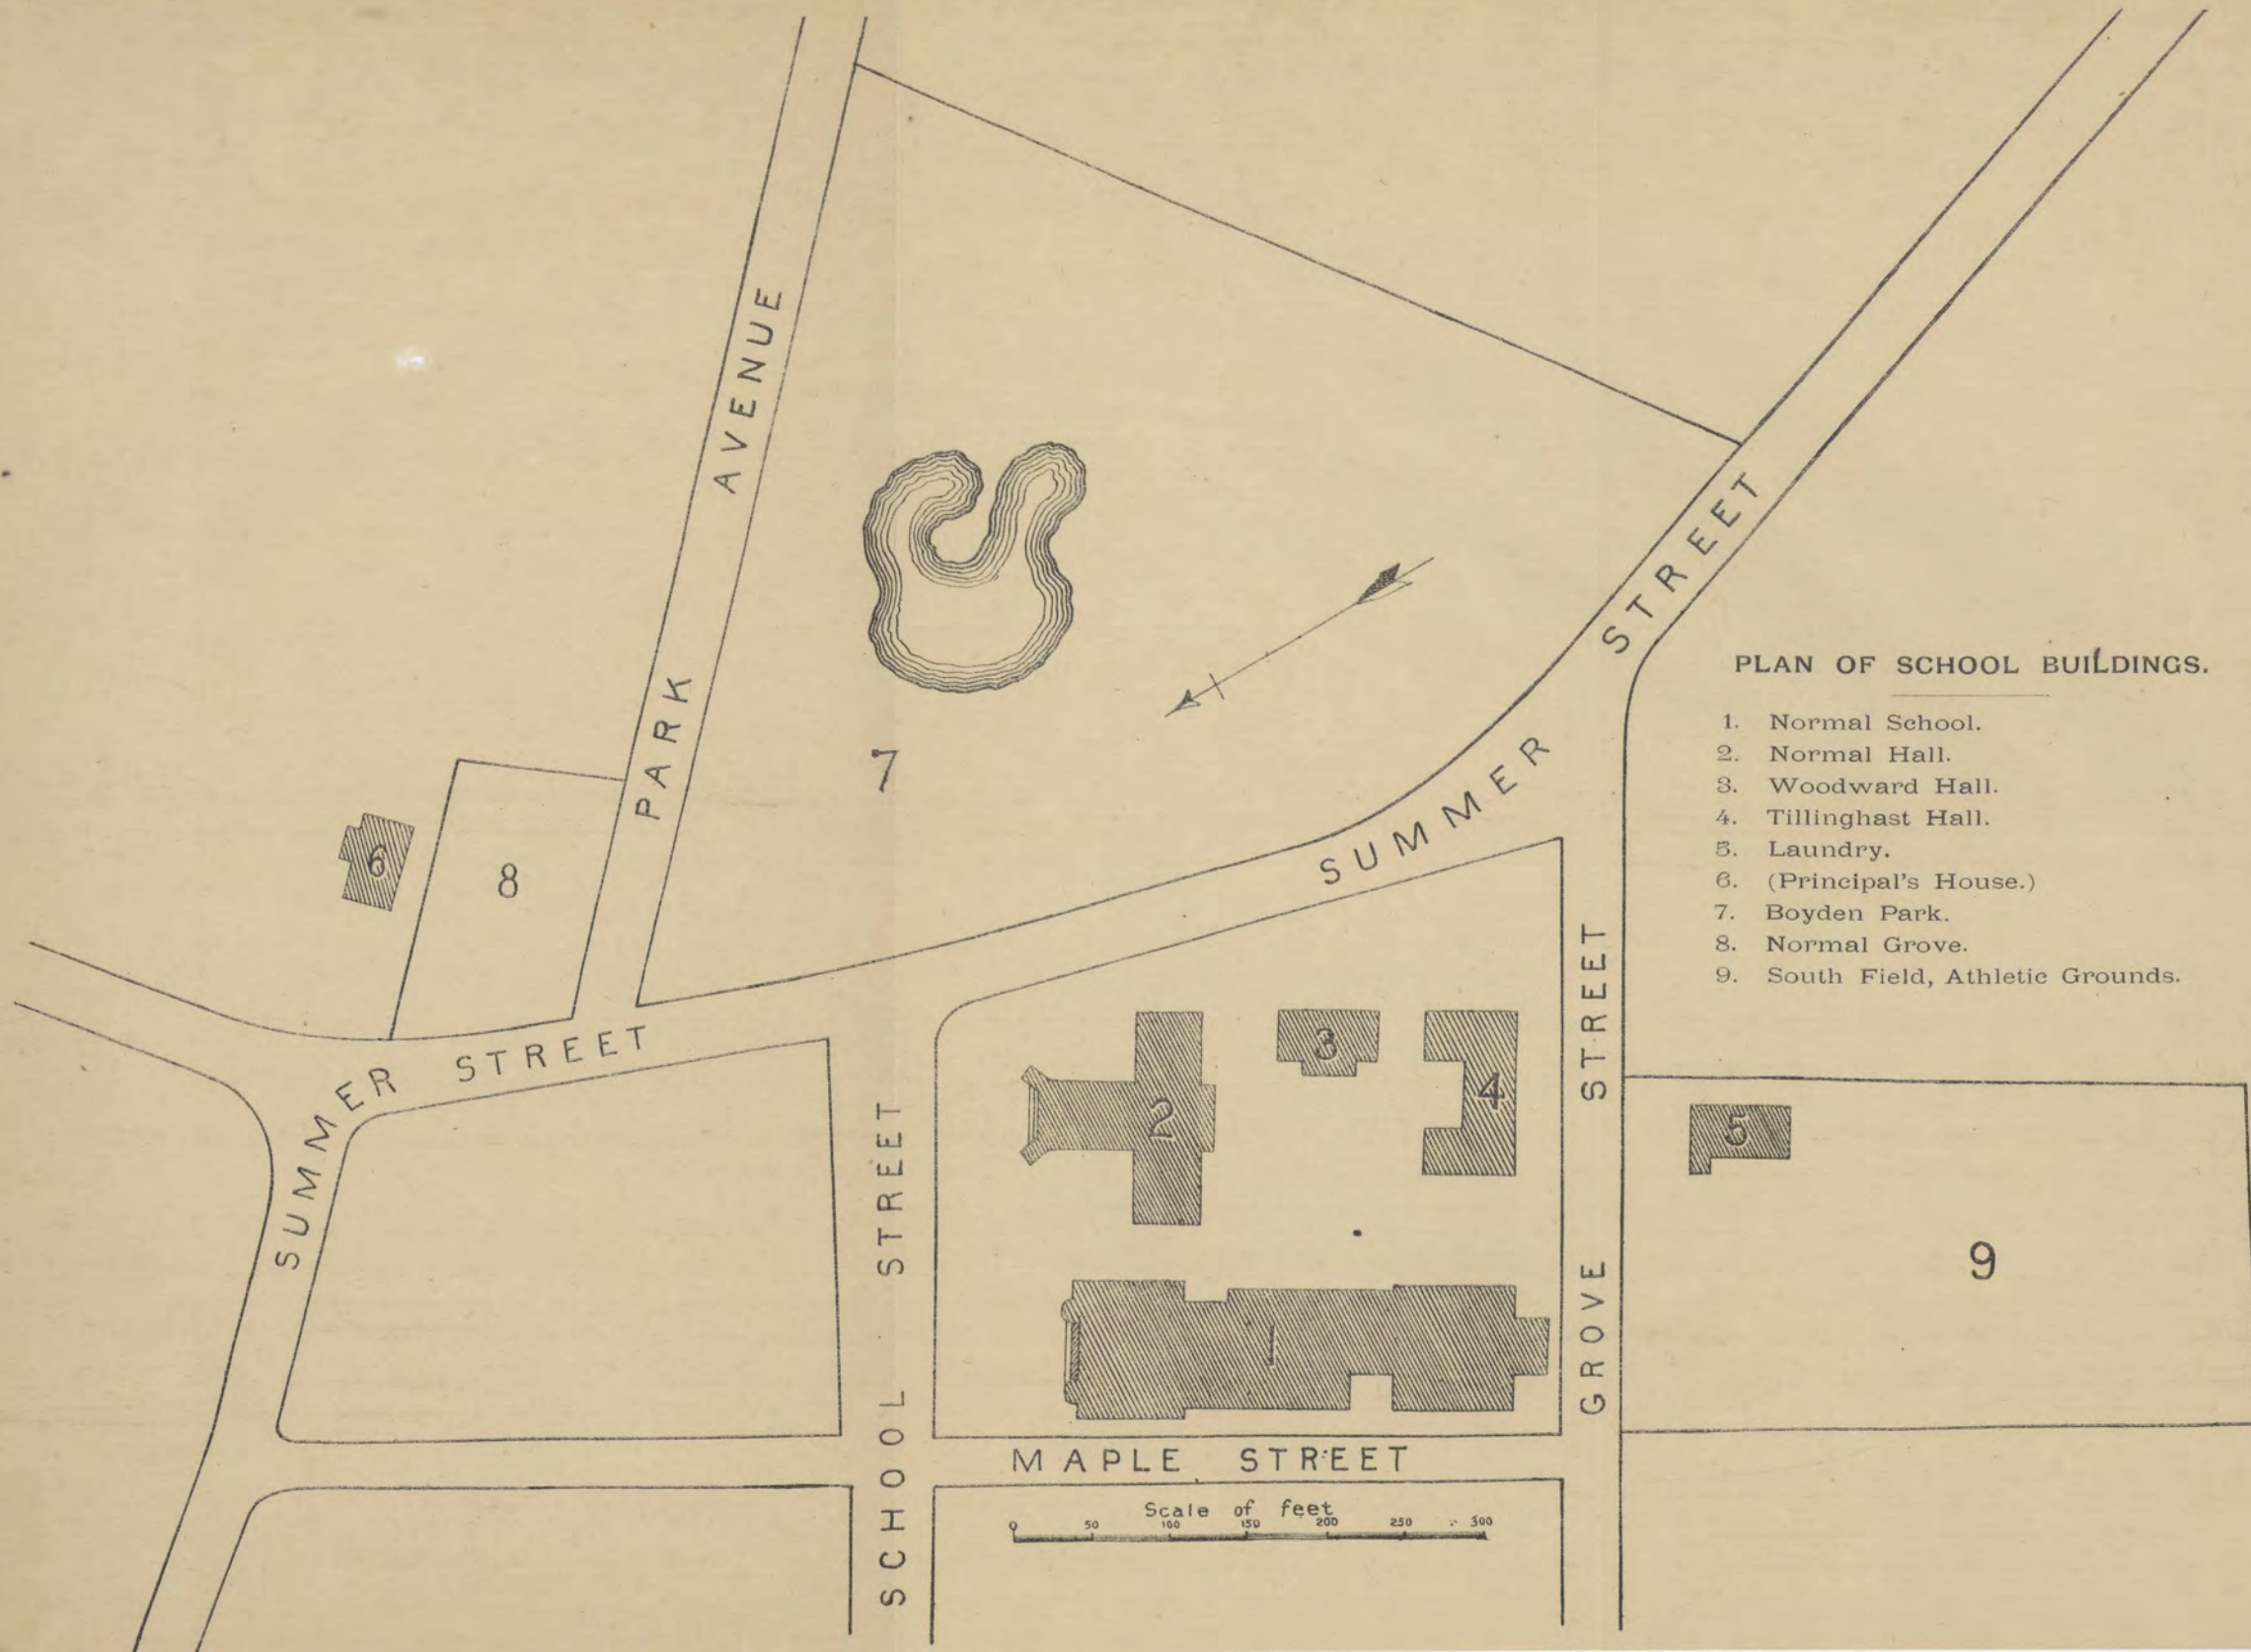 PARK AVENUE
SUMMER STREET
7
PLAN OF SCHOOL BUILDINGS.
1. Normal School.
2. Normal Hall.
3. Woodward Hall.
4. Tillinghast Hall.
5. Laundry.
6. (Principal's House.)
7. Boyden Park.
8. Normal Grove.
9. South Field, Athletic Grounds.
6
8
SUMMER STREET
2
3
4
5
9
1
SCHOOL STREET
GROVE STREET
MAPLE STREET
Scale of feet
0 50 100 150 200 250 300